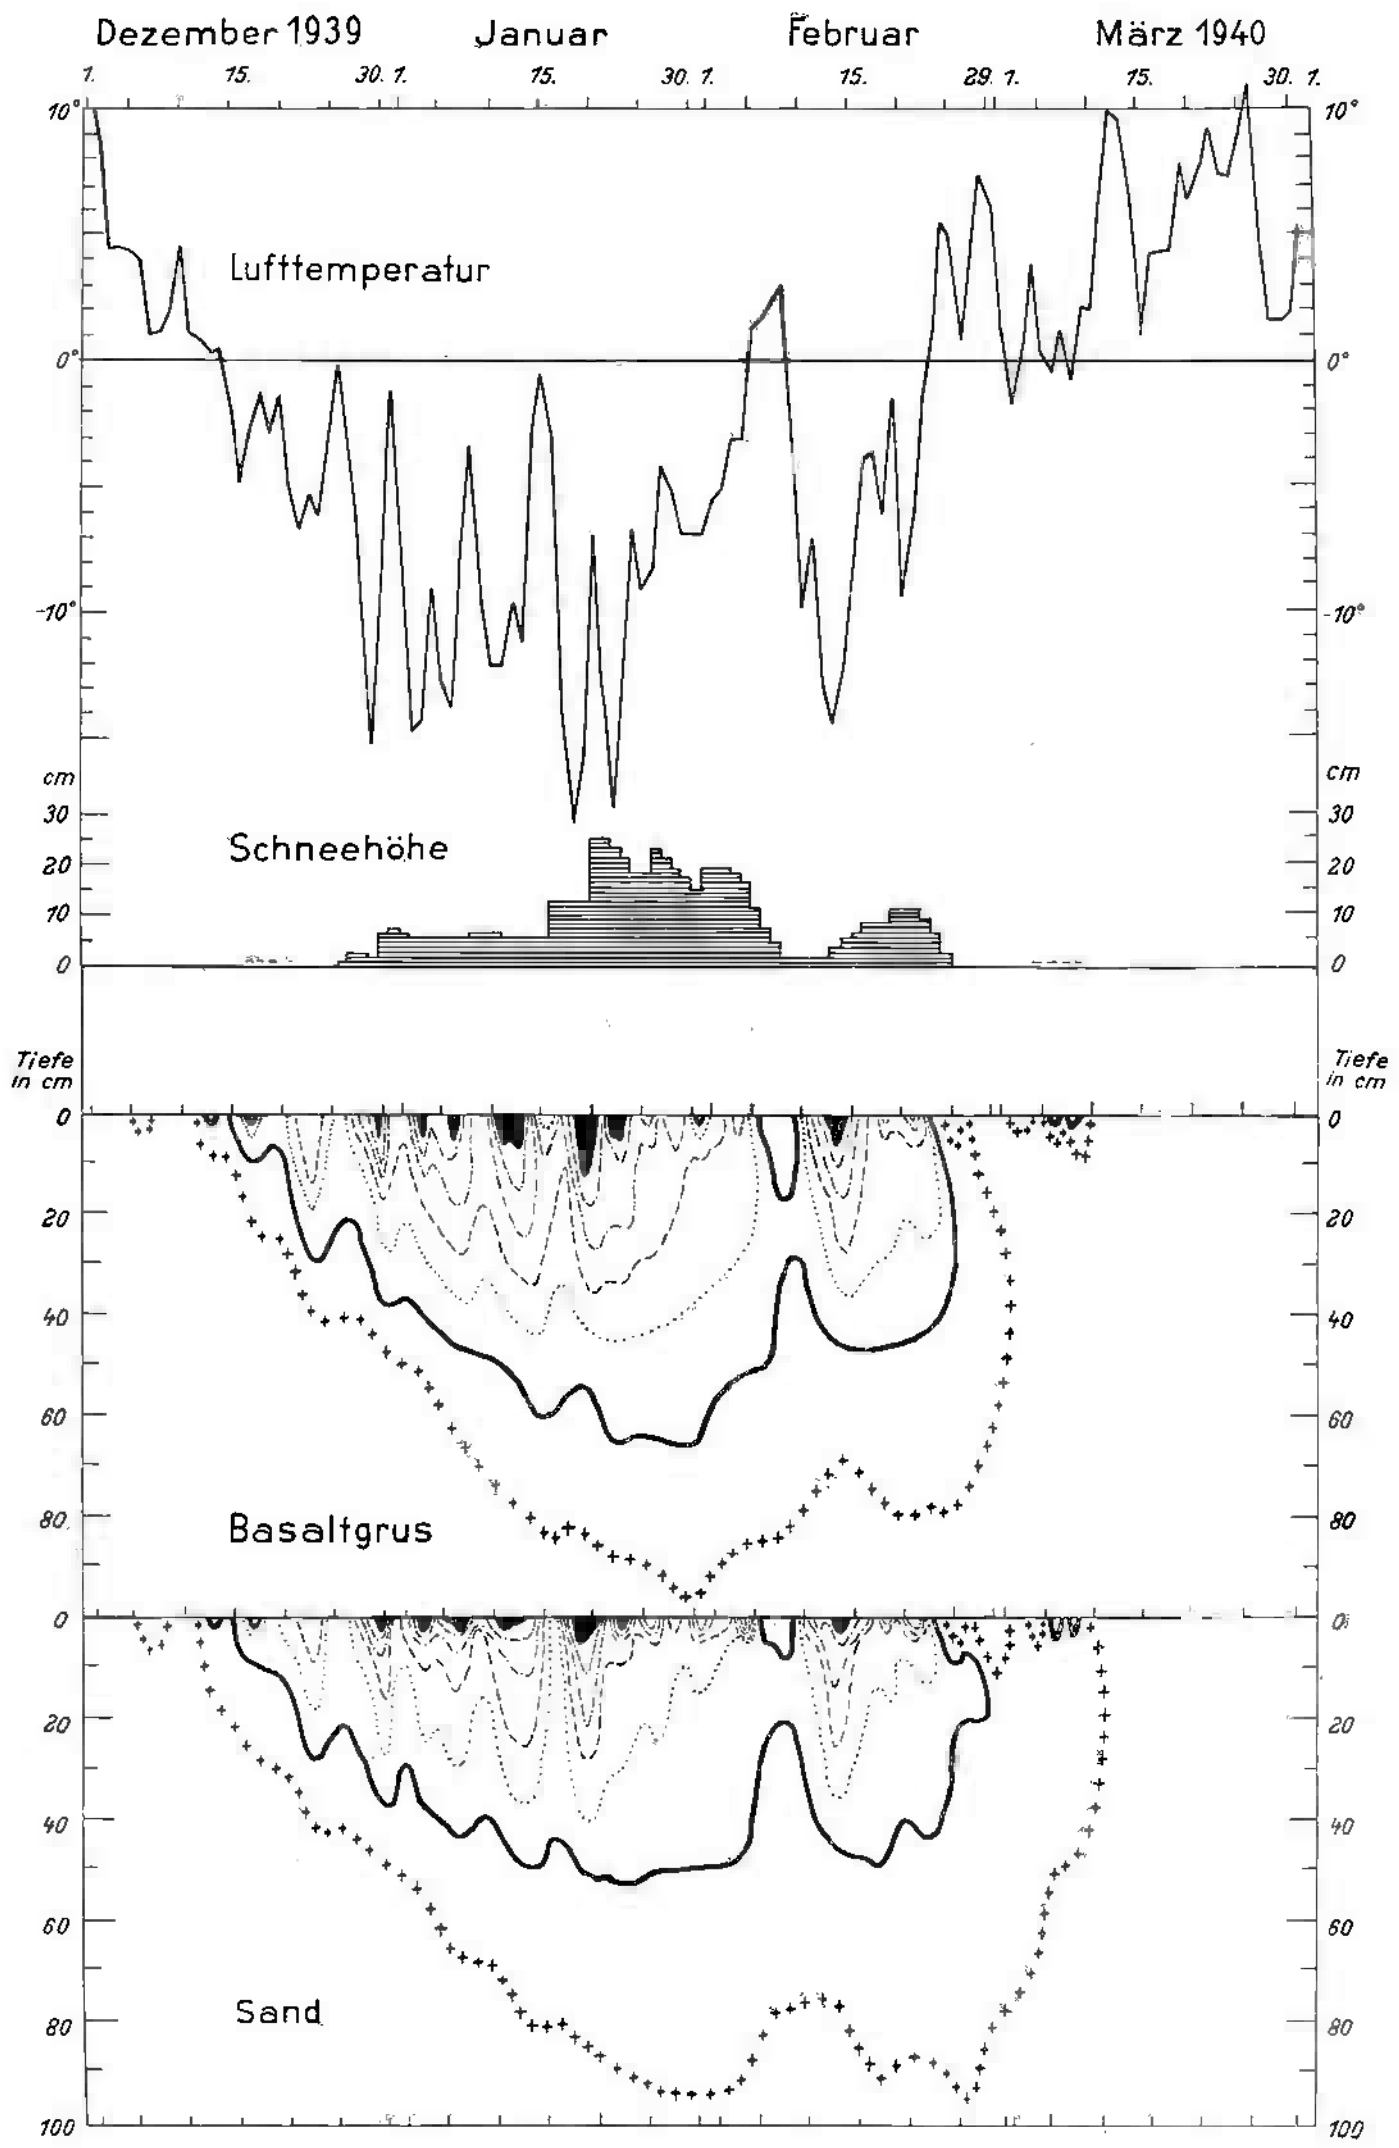 Dezember 1939 Januar Februar März 1940
1. 15. 30. 1. 15. 30. 1. 15. 29. 1. 15. 30. 1.
10° 10°
Lufttemperatur
0° 0°
-10° -10°
cm cm
30 30
Schneehöhe
20 20
10 10
0 0
Tiefe Tiefe
in cm in cm
0 0
20 20
40 40
60 60
80 80
Basaltgrus
0 0
20 20
40 40
60 60
Sand
80 80
100 100